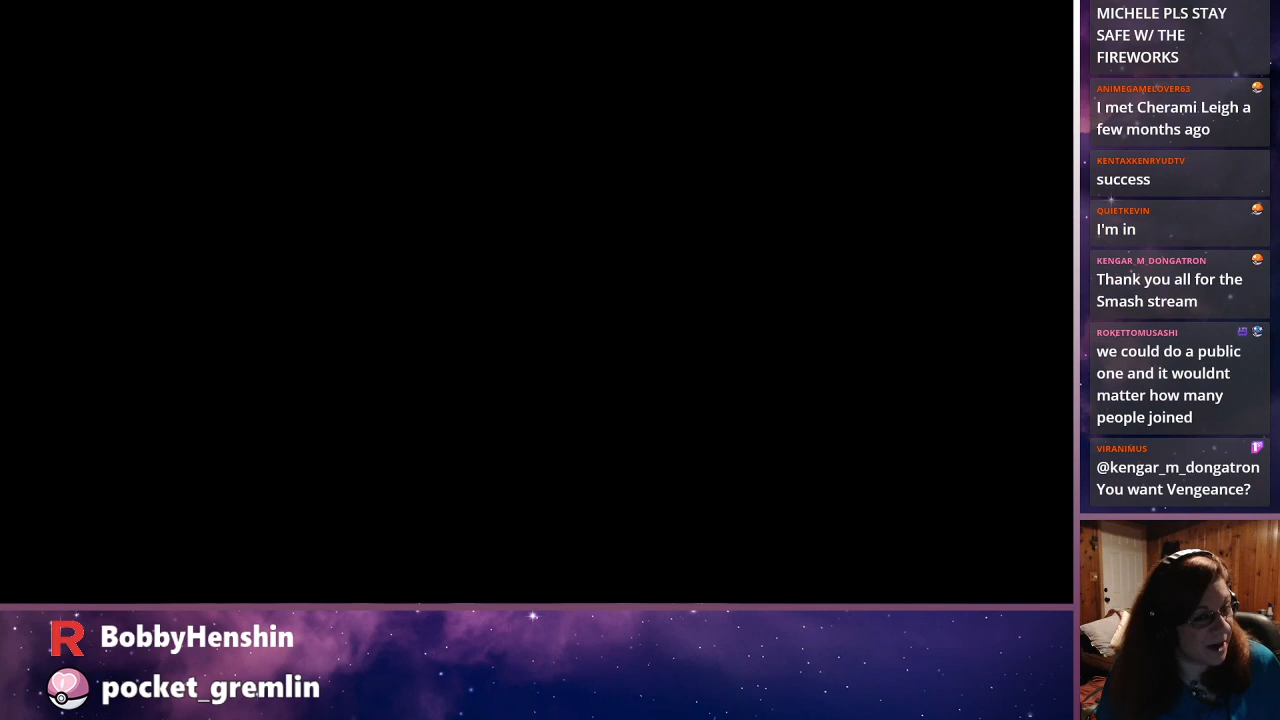 MICHELE PLS STAY
SAFE W/ THE
FIREWORKS
ANIMEGAMELOVER63
I met Cherami Leigh a
few months ago
KENTAXKENRYUDTV
success
QUIETKEVIN
I'm in
KENGAR_M_DONGATRON
Thank you all for the
Smash stream
ROKETTOMUSASHI
we could do a public
one and it wouldnt
matter how many
people joined
VIRANIMUS
@kengar_m_dongatron
You want Vengeance?
R BobbyHenshin
pocket_gremlin